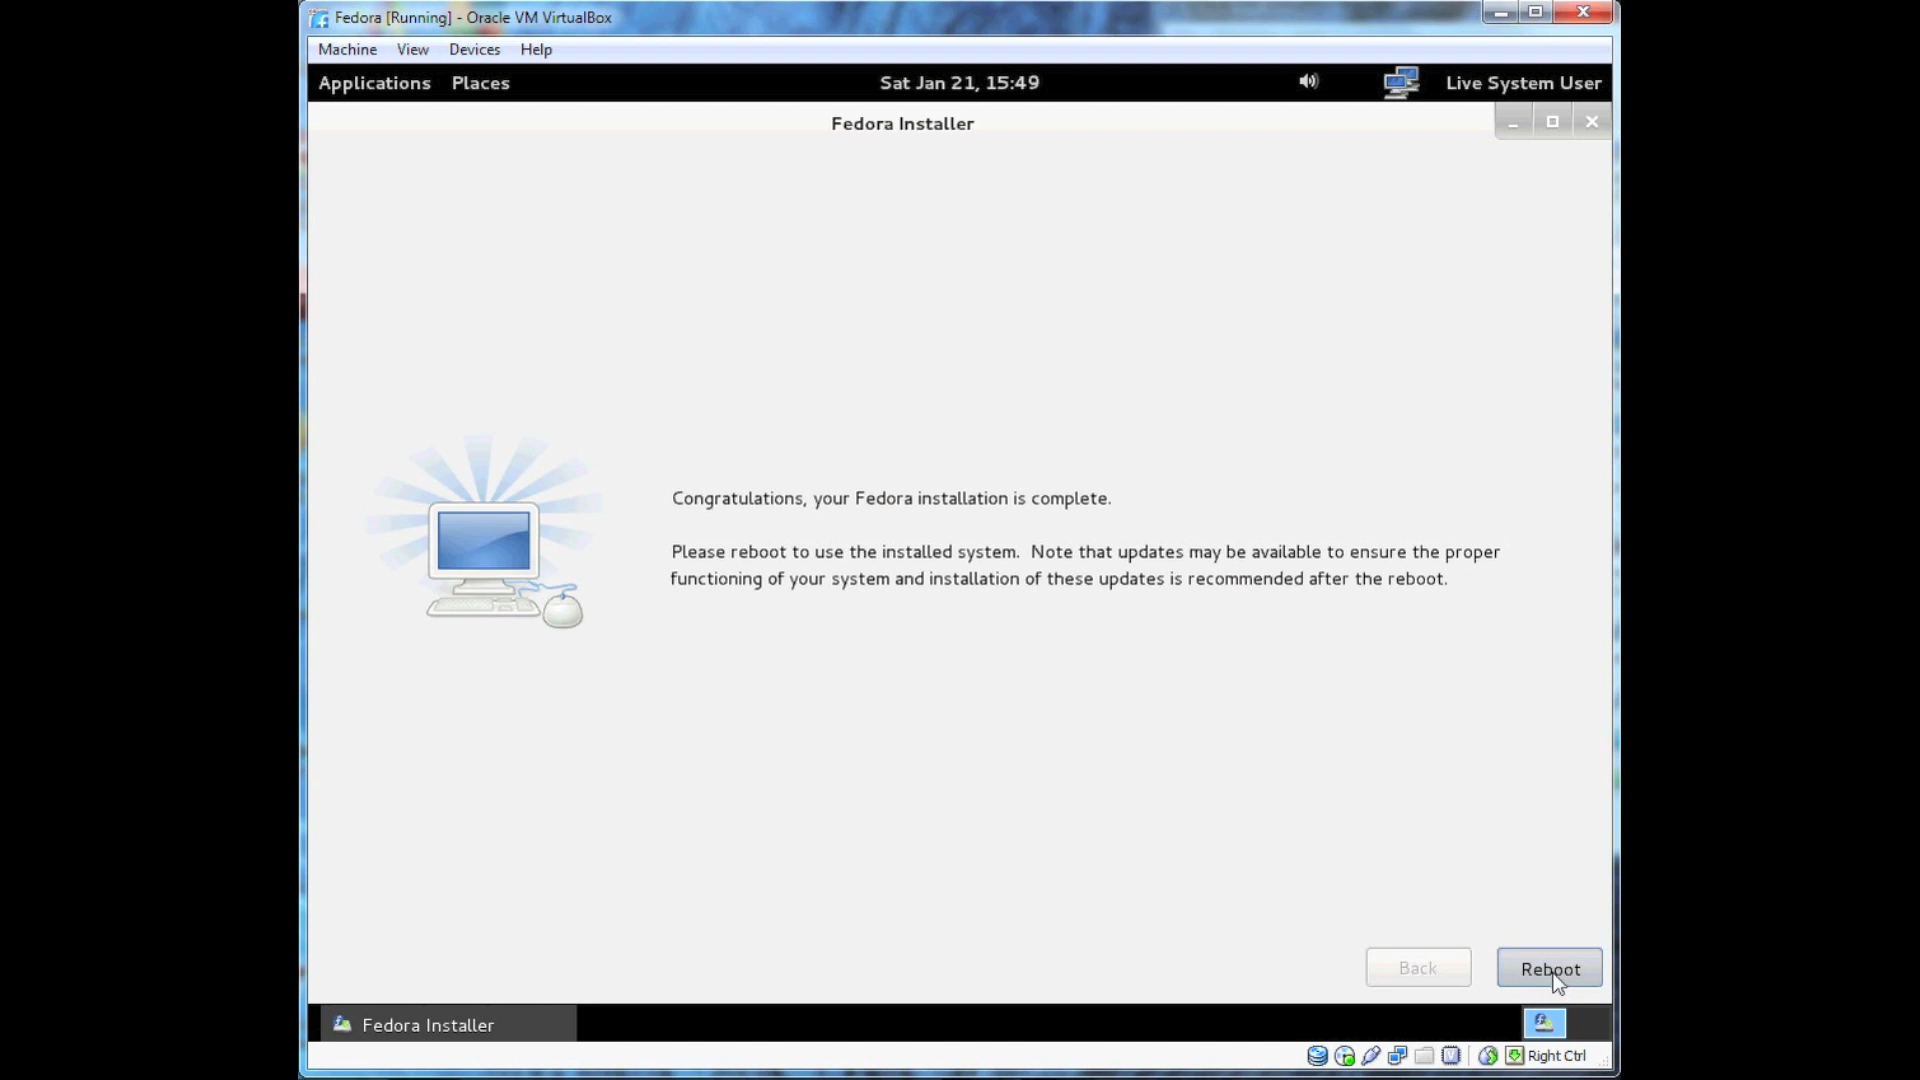 Fedora [Running] - Oracle VM VirtualBox
Machine View Devices Help
Applications Places Sat Jan 21, 15:49 Live System User
Fedora Installer
Congratulations, your Fedora installation is complete.
Please reboot to use the installed system. Note that updates may be available to ensure the proper
functioning of your system and installation of these updates is recommended after the reboot.
Back Reboot
Fedora Installer
Right Ctrl